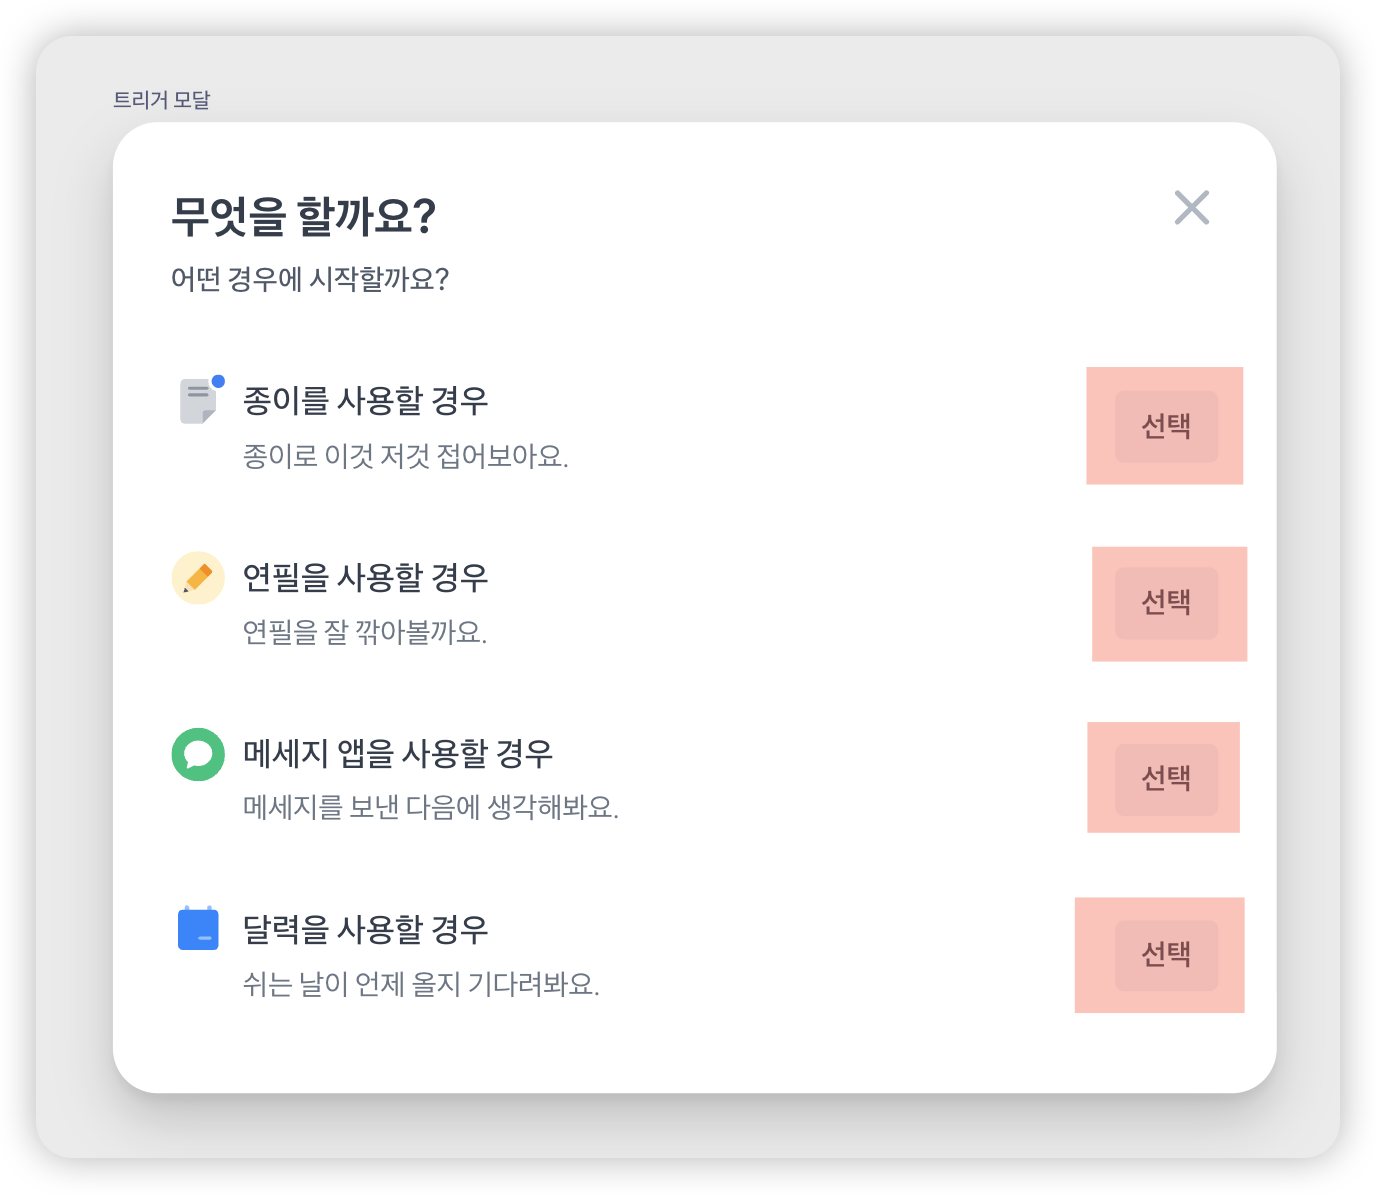 트리거 모달
무엇을 할까요?
어떤 경우에 시작할까요?
종이를 사용할 경우
종이로 이것 저것 접어보아요.
선택
연필을 사용할 경우
연필을 잘 깎아볼까요.
선택
메세지 앱을 사용할 경우
메세지를 보낸 다음에 생각해봐요.
선택
달력을 사용할 경우
쉬는 날이 언제 올지 기다려봐요.
선택